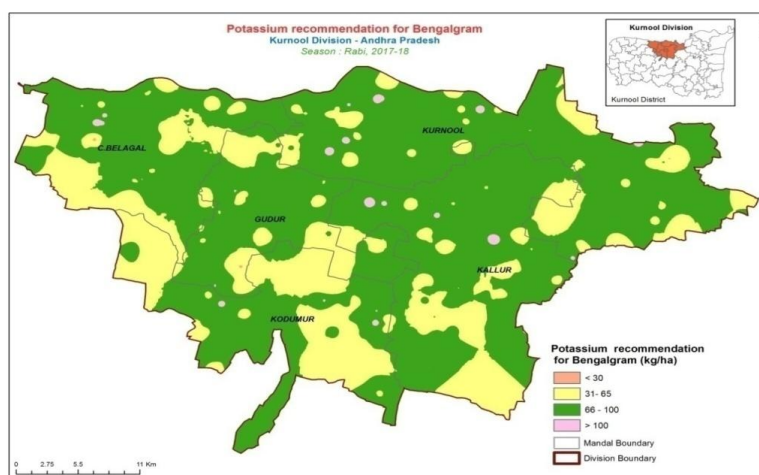 Potassium recommendation for Bengalgram
Kurnool Division - Andhra Pradesh
Season : Rabi, 2017-18
Kurnool Division
Kurnool District
KURNOOL
C.BELAGAL
GUDUR
KALLUR
KODUMUR
Potassium recommendation
for Bengalgram (kg/ha)
< 30
31- 65
66 - 100
> 100
Mandal Boundary
Division Boundary
0 2.75 5.5 11 Km